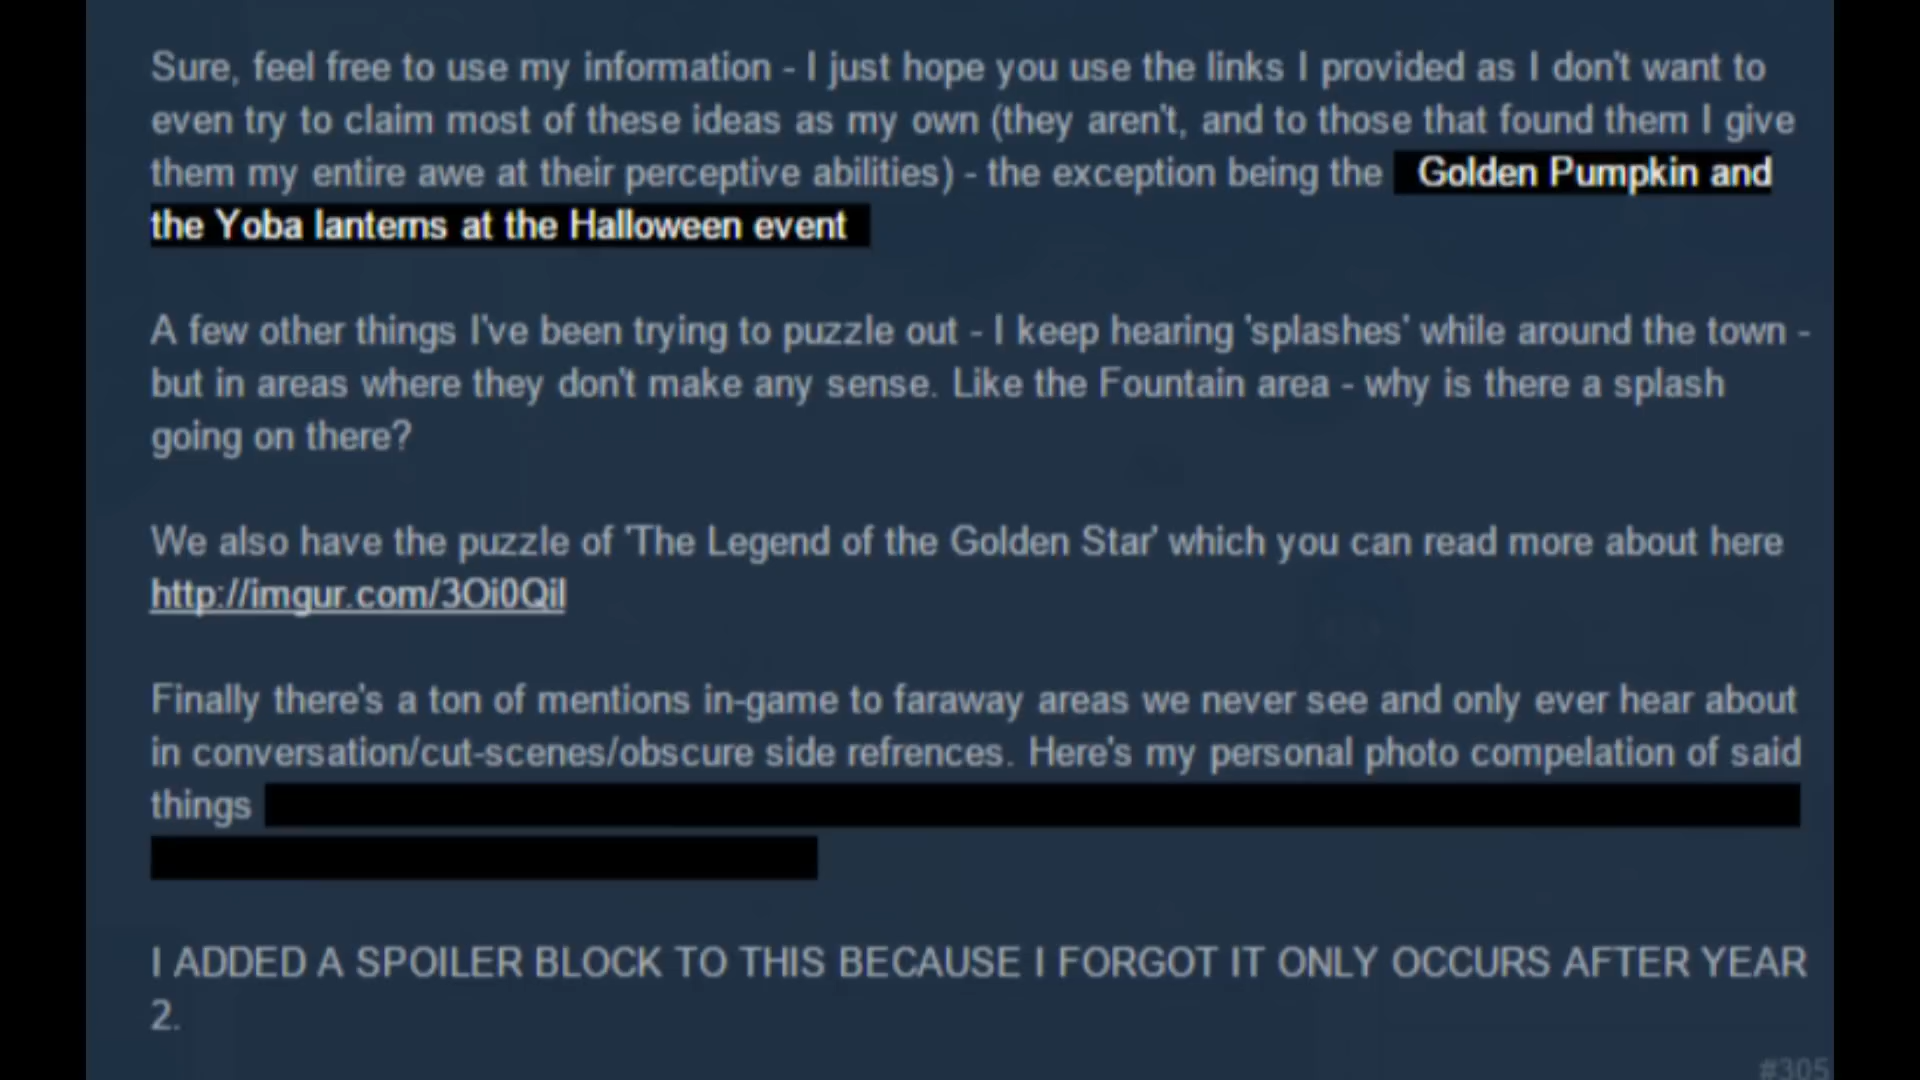 Sure, feel free to use my information - I just hope you use the links I provided as I don't want to
even try to claim most of these ideas as my own (they aren't, and to those that found them I give
them my entire awe at their perceptive abilities) - the exception being the Golden Pumpkin and
the Yoba lanterns at the Halloween event
A few other things I've been trying to puzzle out - I keep hearing 'splashes' while around the town -
but in areas where they don't make any sense. Like the Fountain area - why is there a splash
going on there?
We also have the puzzle of 'The Legend of the Golden Star' which you can read more about here
http://imgur.com/3Oi0Qil
Finally there's a ton of mentions in-game to faraway areas we never see and only ever hear about
in conversation/cut-scenes/obscure side refrences. Here's my personal photo compelation of said
things
I ADDED A SPOILER BLOCK TO THIS BECAUSE I FORGOT IT ONLY OCCURS AFTER YEAR
2.
#305